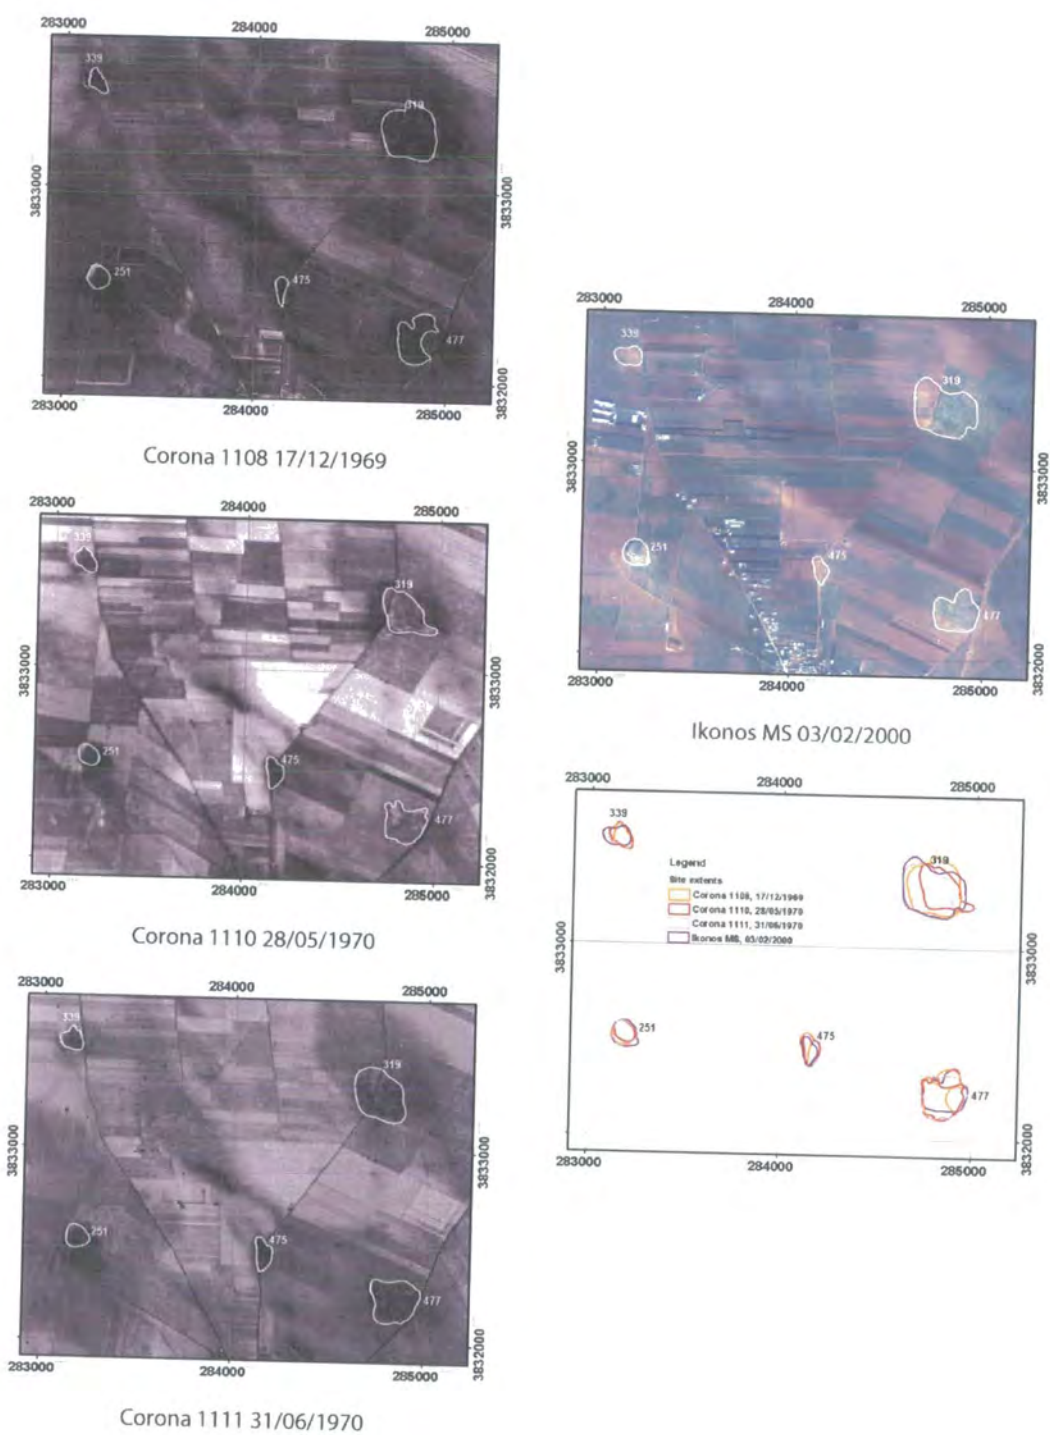 283000 284000 285000
339
319
3833000 3833000
251
475
477
3832000
283000 284000 285000
Corona 1108 17/12/1969
283000 284000 285000
339
319
3833000 3833000
251
475
477
3832000
283000 284000 285000
Corona 1110 28/05/1970
283000 284000 285000
339
319
3833000 3833000
251
475
477
3832000
283000 284000 285000
Corona 1111 31/06/1970
283000 284000 285000
339
319
3833000 3833000
251
475
477
3832000
283000 284000 285000
Ikonos MS 03/02/2000
283000 284000 285000
339
319
Legend
Site extents
Corona 1108, 17/12/1969
Corona 1110, 28/05/1970
Corona 1111, 31/06/1970
Ikonos MS, 03/02/2000
3833000 3833000
251
475
477
3832000
283000 284000 285000